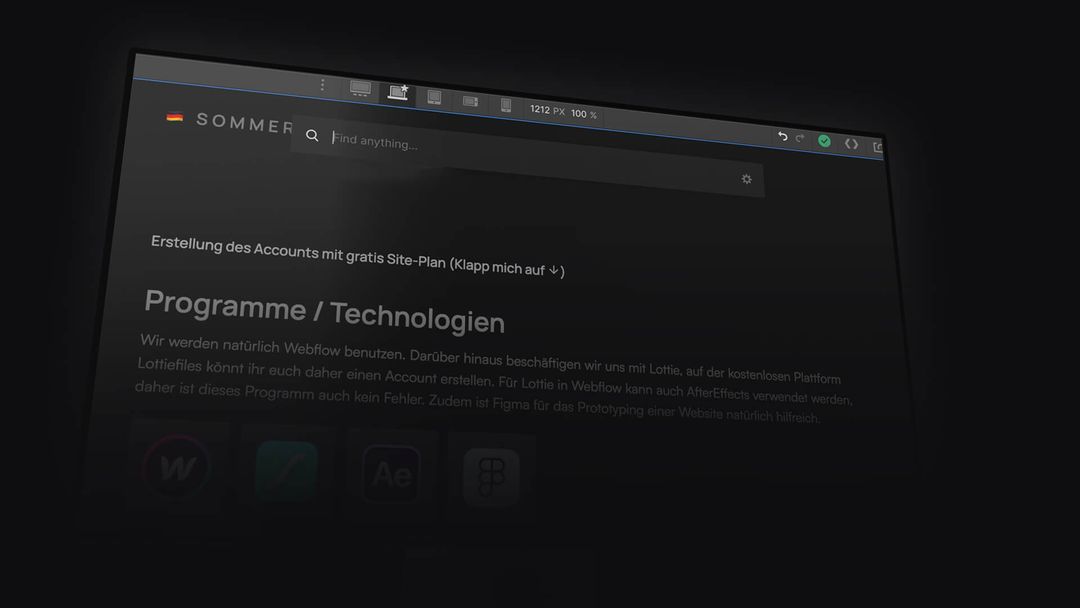 1212 PX 100 %
SOMMER
Find anything...
Erstellung des Accounts mit gratis Site-Plan (Klapp mich auf ↓)
Programme / Technologien
Wir werden natürlich Webflow benutzen. Darüber hinaus beschäftigen wir uns mit Lottie, auf der kostenlosen Plattform
Lottiefiles könnt ihr euch daher einen Account erstellen. Für Lottie in Webflow kann auch AfterEffects verwendet werden,
daher ist dieses Programm auch kein Fehler. Zudem ist Figma für das Prototyping einer Website natürlich hilfreich.
W
Ae